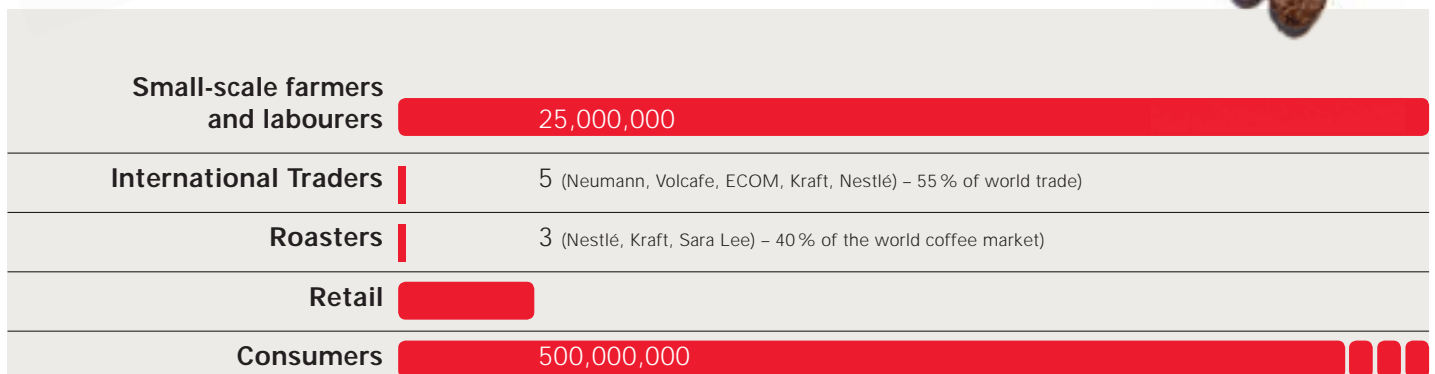 Small-scale farmers
and labourers 25,000,000
International Traders 5 (Neumann, Volcafe, ECOM, Kraft, Nestlé) – 55 % of world trade)
Roasters 3 (Nestlé, Kraft, Sara Lee) – 40 % of the world coffee market)
Retail
Consumers 500,000,000